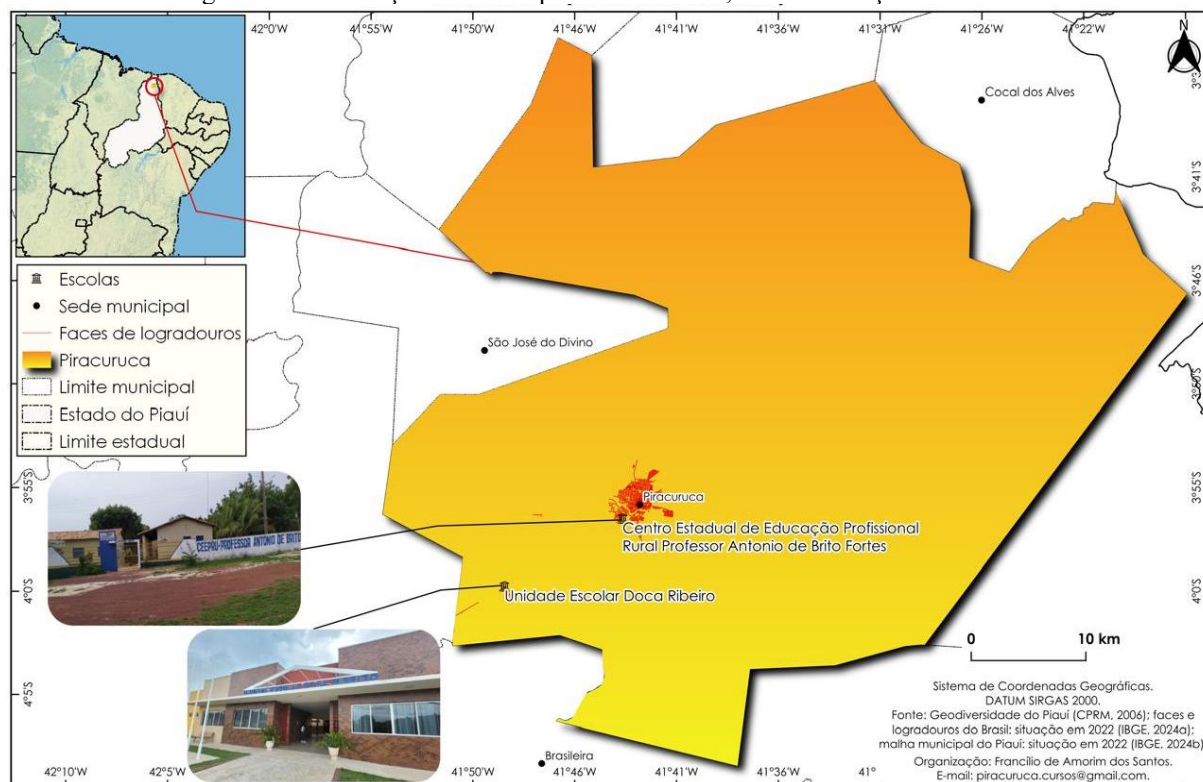 42°0'W 41°55'W 41°50'W 41°46'W 41°41'W 41°36'W 41°31'W 41°26'W 41°22'W
N
Cocal dos Alves
3°41'S
3°46'S
Escolas
Sede municipal
Faces de logradouros
Piracuruca
Limite municipal
Estado do Piauí
Limite estadual
São José do Divino
3°55'S
3°55'S
Piracuruca
Centro Estadual de Educação Profissional
Rural Professor Antonio de Brito Fortes
CEEPRU-PROFESSOR ANTONIO DE BRITO
4°0'S
4°0'S
Unidade Escolar Doca Ribeiro
0 10 km
Sistema de Coordenadas Geográficas.
DATUM SIRGAS 2000.
Fonte: Geodiversidade do Piauí (CPRM, 2006); faces e
logradouros do Brasil: situação em 2022 (IBGE, 2024a);
malha municipal do Piauí: situação em 2022 (IBGE, 2024b)
Organização: Francílio de Amorim dos Santos.
E-mail: piracuruca.cursos@gmail.com.
Brasileira
42°10'W 42°5'W 41°50'W 41°46'W 41°41'W 41°36'W